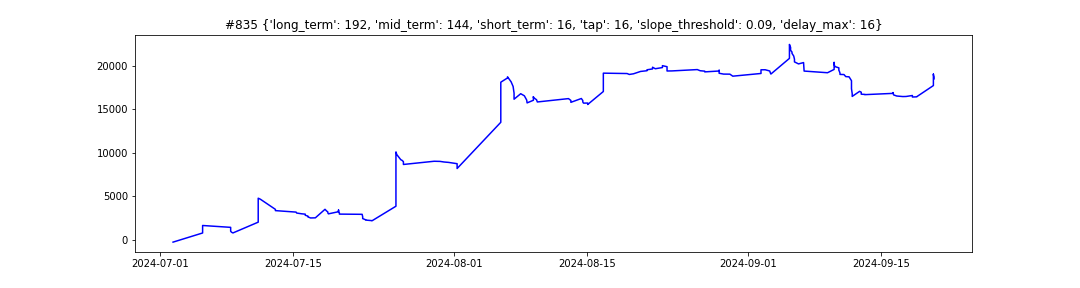 #835 {'long_term': 192, 'mid_term': 144, 'short_term': 16, 'tap': 16, 'slope_threshold': 0.09, 'delay_max': 16}
20000
15000
10000
5000
0
2024-07-01 2024-07-15 2024-08-01 2024-08-15 2024-09-01 2024-09-15